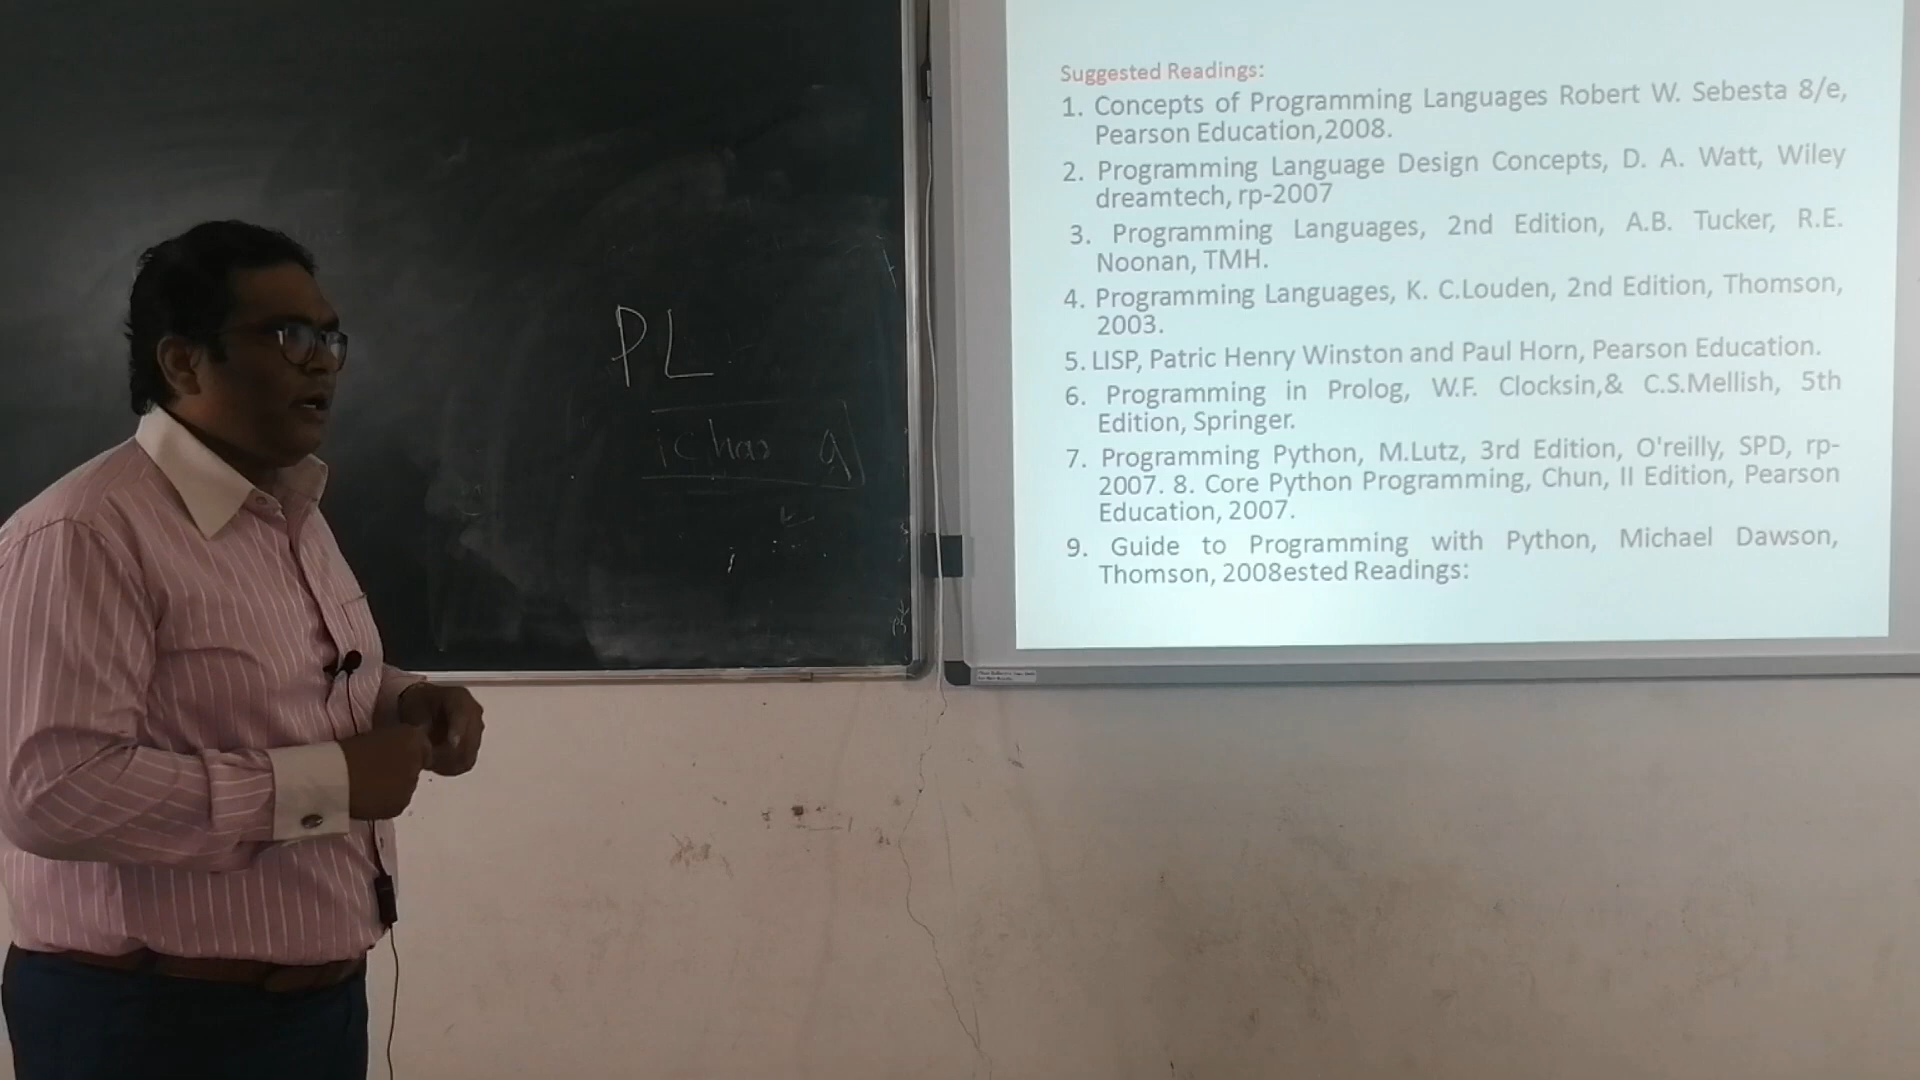 PL
char a
Suggested Readings:
1. Concepts of Programming Languages Robert W. Sebesta 8/e,
Pearson Education,2008.
2. Programming Language Design Concepts, D. A. Watt, Wiley
dreamtech, rp-2007
3. Programming Languages, 2nd Edition, A.B. Tucker, R.E.
Noonan, TMH.
4. Programming Languages, K. C.Louden, 2nd Edition, Thomson,
2003.
5. LISP, Patric Henry Winston and Paul Horn, Pearson Education.
6. Programming in Prolog, W.F. Clocksin,& C.S.Mellish, 5th
Edition, Springer.
7. Programming Python, M.Lutz, 3rd Edition, O'reilly, SPD, rp-
2007. 8. Core Python Programming, Chun, II Edition, Pearson
Education, 2007.
9. Guide to Programming with Python, Michael Dawson,
Thomson, 2008ested Readings: